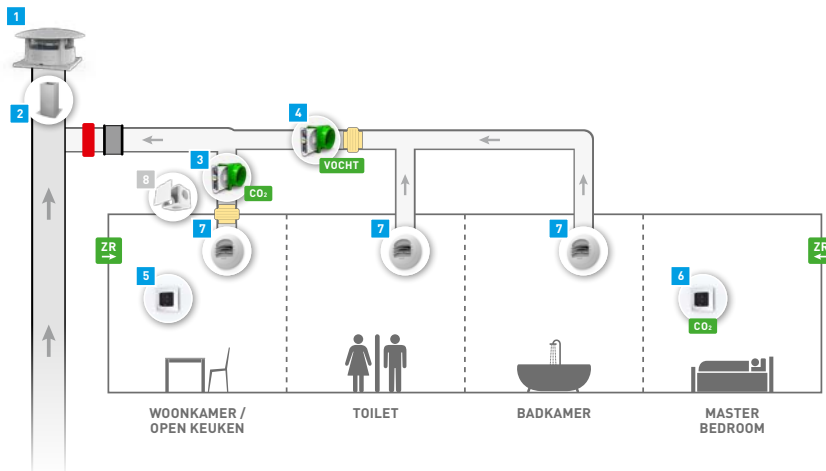 1
2
4
VOCHT
3
CO₂
8
7
7
7
ZR
ZR
5
6
CO₂
WOONKAMER /
OPEN KEUKEN
TOILET
BADKAMER
MASTER
BEDROOM